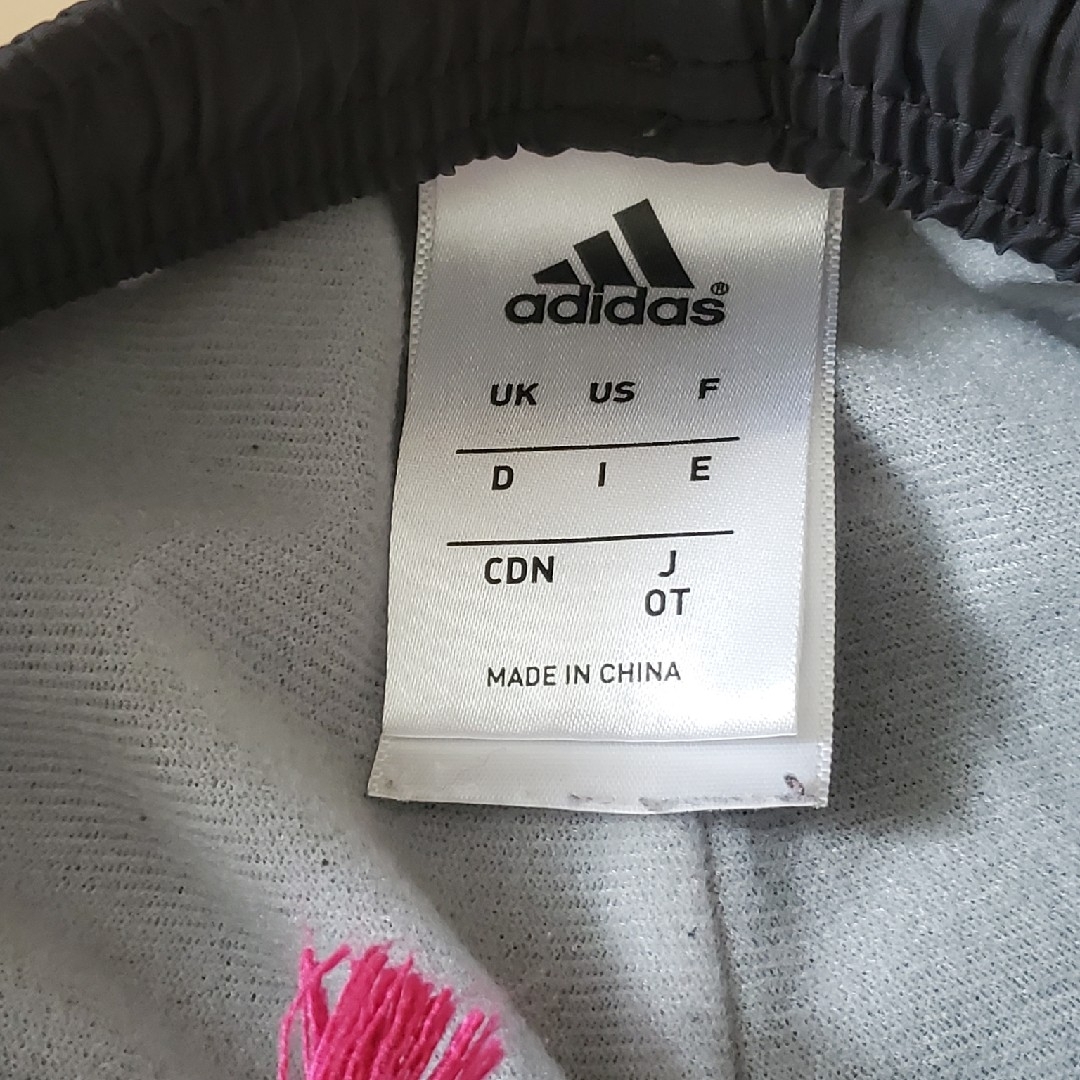 adidas®
UK US F
D I E
CDN J
OT
MADE IN CHINA